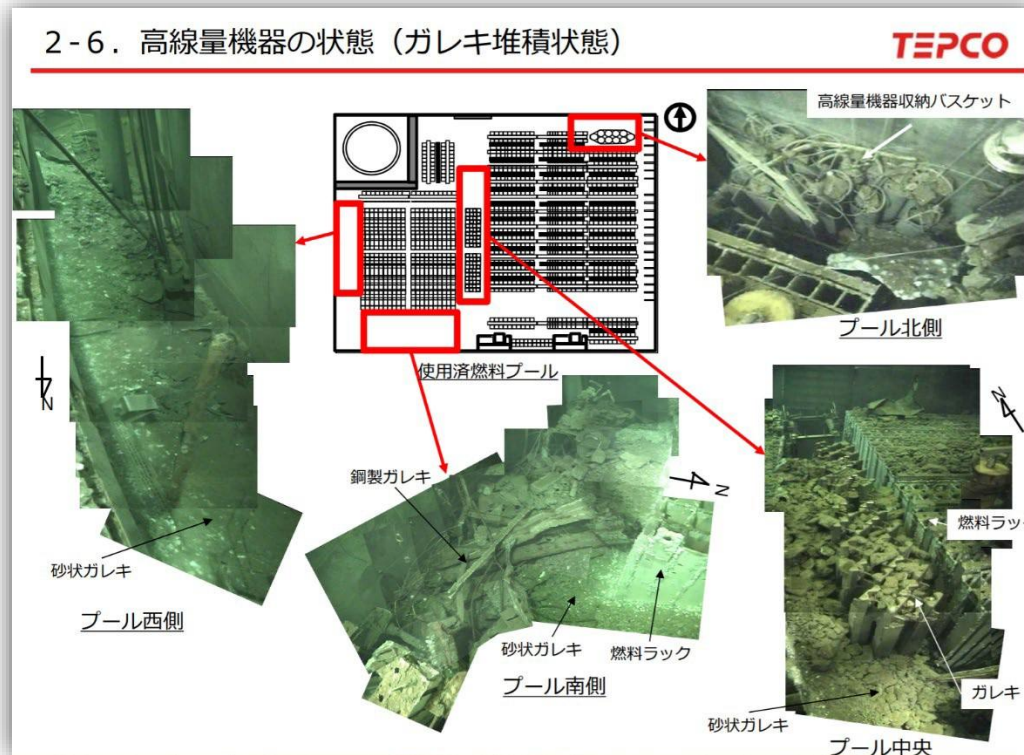 2-6. 高線量機器の状態（ガレキ堆積状態）
TEPCO
高線量機器収納バスケット
プール北側
使用済燃料プール
N
砂状ガレキ
プール西側
鋼製ガレキ
N
砂状ガレキ
燃料ラック
プール南側
N
燃料ラック
ガレキ
砂状ガレキ
プール中央